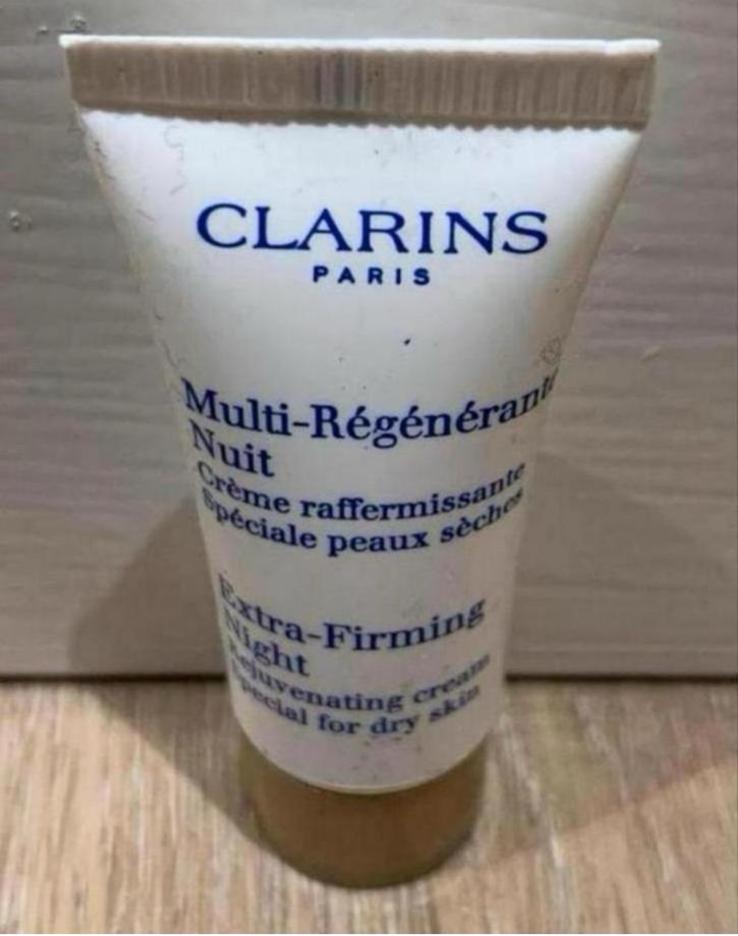 CLARINS
PARIS
Multi-Régénérante
Nuit
Crème raffermissante
Spéciale peaux sèches
Extra-Firming
Night
Rejuvenating cream
Special for dry skin